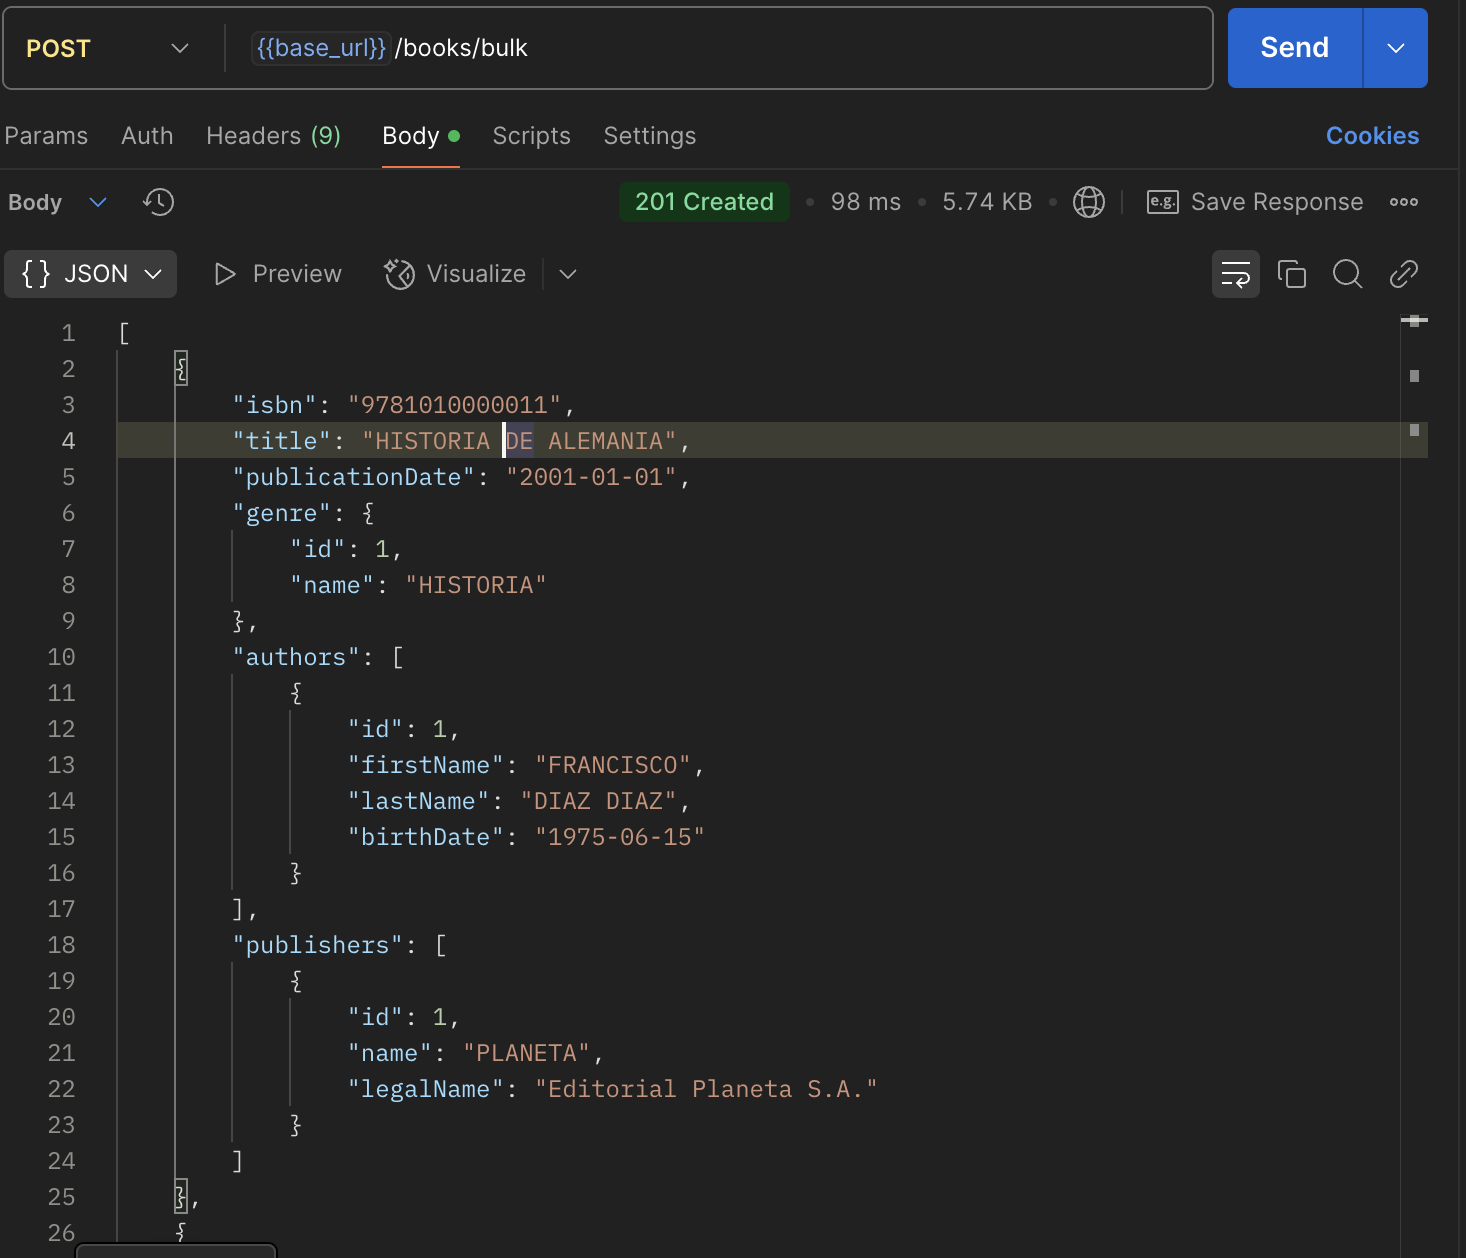 POST {{base_url}} /books/bulk Send
Params Auth Headers (9) Body Scripts Settings Cookies
Body 201 Created 98 ms 5.74 KB e.g. Save Response
{} JSON Preview Visualize
1 [
2 {
3 "isbn": "9781010000011",
4 "title": "HISTORIA DE ALEMANIA",
5 "publicationDate": "2001-01-01",
6 "genre": {
7 "id": 1,
8 "name": "HISTORIA"
9 },
10 "authors": [
11 {
12 "id": 1,
13 "firstName": "FRANCISCO",
14 "lastName": "DIAZ DIAZ",
15 "birthDate": "1975-06-15"
16 }
17 ],
18 "publishers": [
19 {
20 "id": 1,
21 "name": "PLANETA",
22 "legalName": "Editorial Planeta S.A."
23 }
24 ]
25 },
26 {